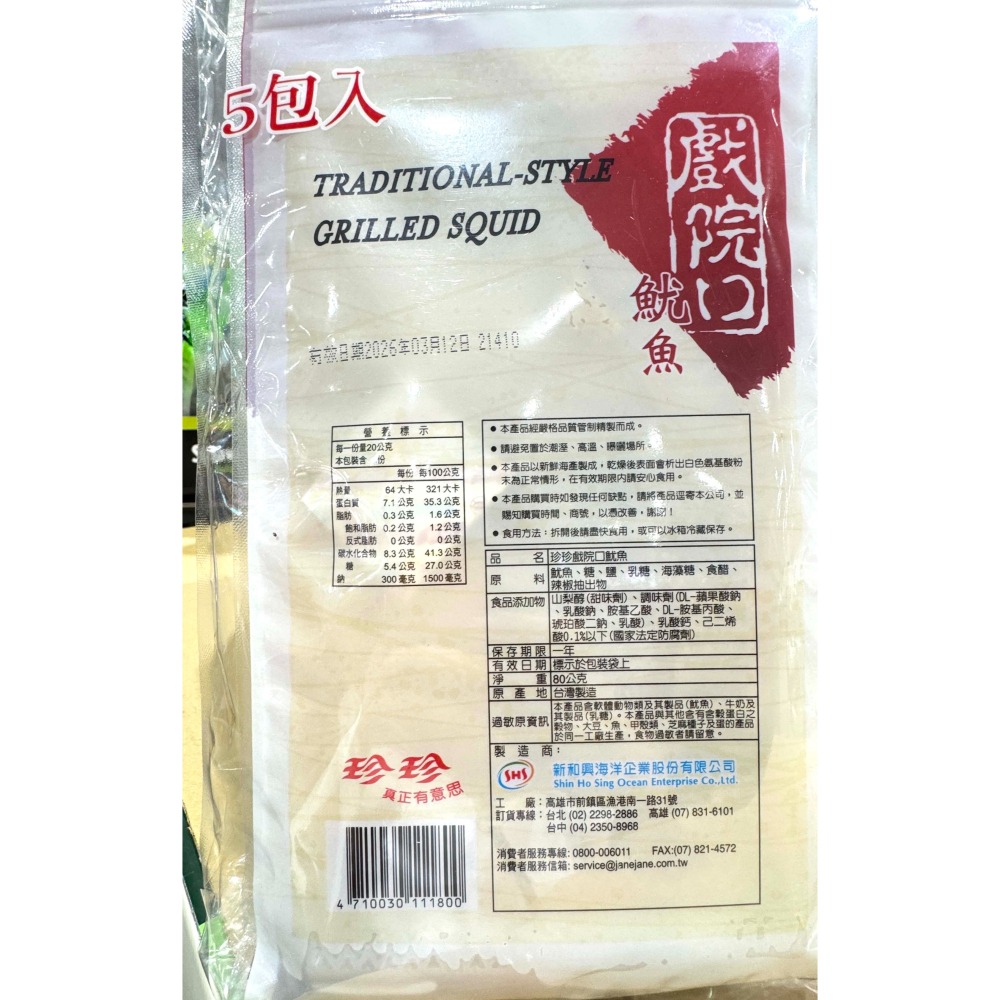 5包入
TRADITIONAL-STYLE
GRILLED SQUID
戲院口
魷魚
有效日期2026年03月12日 21410
營養標示
每一份量20公克
本包裝含 份
每份 每100公克
熱量 64大卡 321大卡
蛋白質 7.1公克 35.3公克
脂肪 0.3公克 1.6公克
飽和脂肪 0.2公克 1.2公克
反式脂肪 0公克 0公克
碳水化合物 8.3公克 41.3公克
糖 5.4公克 27.0公克
鈉 300毫克 1500毫克
●本產品經嚴格品質管制精製而成。
●請避免置於潮溼、高溫、曝曬場所。
●本產品以新鮮海產製成，乾燥後表面會析出白色氨基酸粉
末為正常情形，在有效期限內請安心食用。
●本產品購買時如發現任何缺點，請將產品逕寄本公司，並
賜知購買時間、商號，以憑改善，謝謝！
●食用方法：拆開後請盡快食用，或可以冰箱冷藏保存。
品名 珍珍戲院口魷魚
原料 魷魚、糖、鹽、乳糖、海藻糖、食醋、
辣椒抽出物
食品添加物 山梨醇(甜味劑)、調味劑(DL-蘋果酸鈉
、乳酸鈉、胺基乙酸、DL-胺基丙酸、
琥珀酸二鈉、乳酸)、乳酸鈣、己二烯
酸0.1%以下(國家法定防腐劑)
保存期限 一年
有效日期 標示於包裝袋上
淨重 80公克
原產地 台灣製造
過敏原資訊 本產品含軟體動物類及其製品(魷魚)、牛奶及
其製品(乳糖)。本產品與其他含有含麩蛋白之
穀物、大豆、魚、甲殼類、芝麻種子及蛋的產品
於同一工廠生產，食物過敏者請留意。
製造商：
SHS 新和興海洋企業股份有限公司
Shin Ho Sing Ocean Enterprise Co.,Ltd.
工廠：高雄市前鎮區漁港南一路31號
訂貨專線：台北 (02) 2298-2886 高雄 (07) 831-6101
台中 (04) 2350-8968
消費者服務專線: 0800-006011 FAX:(07) 821-4572
消費者服務信箱: service@janejane.com.tw
珍珍
真正有意思
4 710030 111800